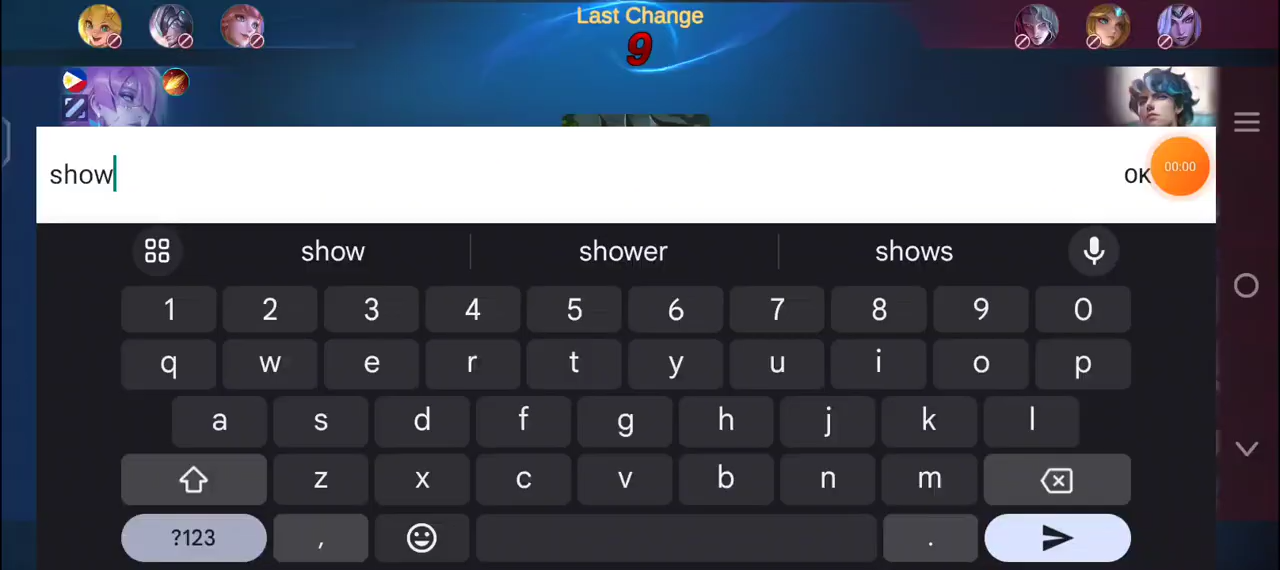 Last Change
9
show
OK
00:00
show shower shows
1 2 3 4 5 6 7 8 9 0
q w e r t y u i o p
a s d f g h j k l
z x c v b n m
?123 , .